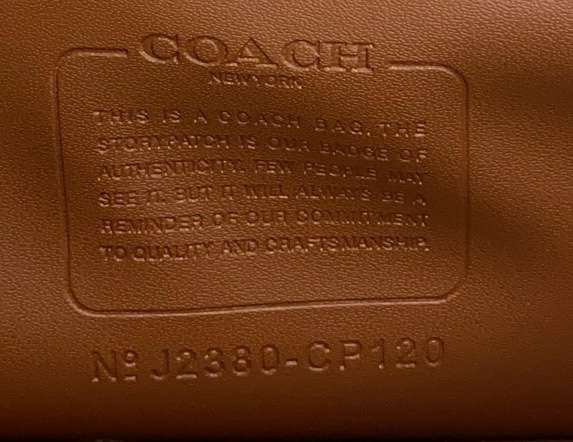 COACH
NEW YORK
THIS IS A COACH BAG. THE
STORYPATCH IS OUR BADGE OF
AUTHENTICITY. FEW PEOPLE MAY
SEE IT. BUT IT WILL ALWAYS BE A
REMINDER OF OUR COMMITMENT
TO QUALITY AND CRAFTSMANSHIP.
Nº J2380-CP120